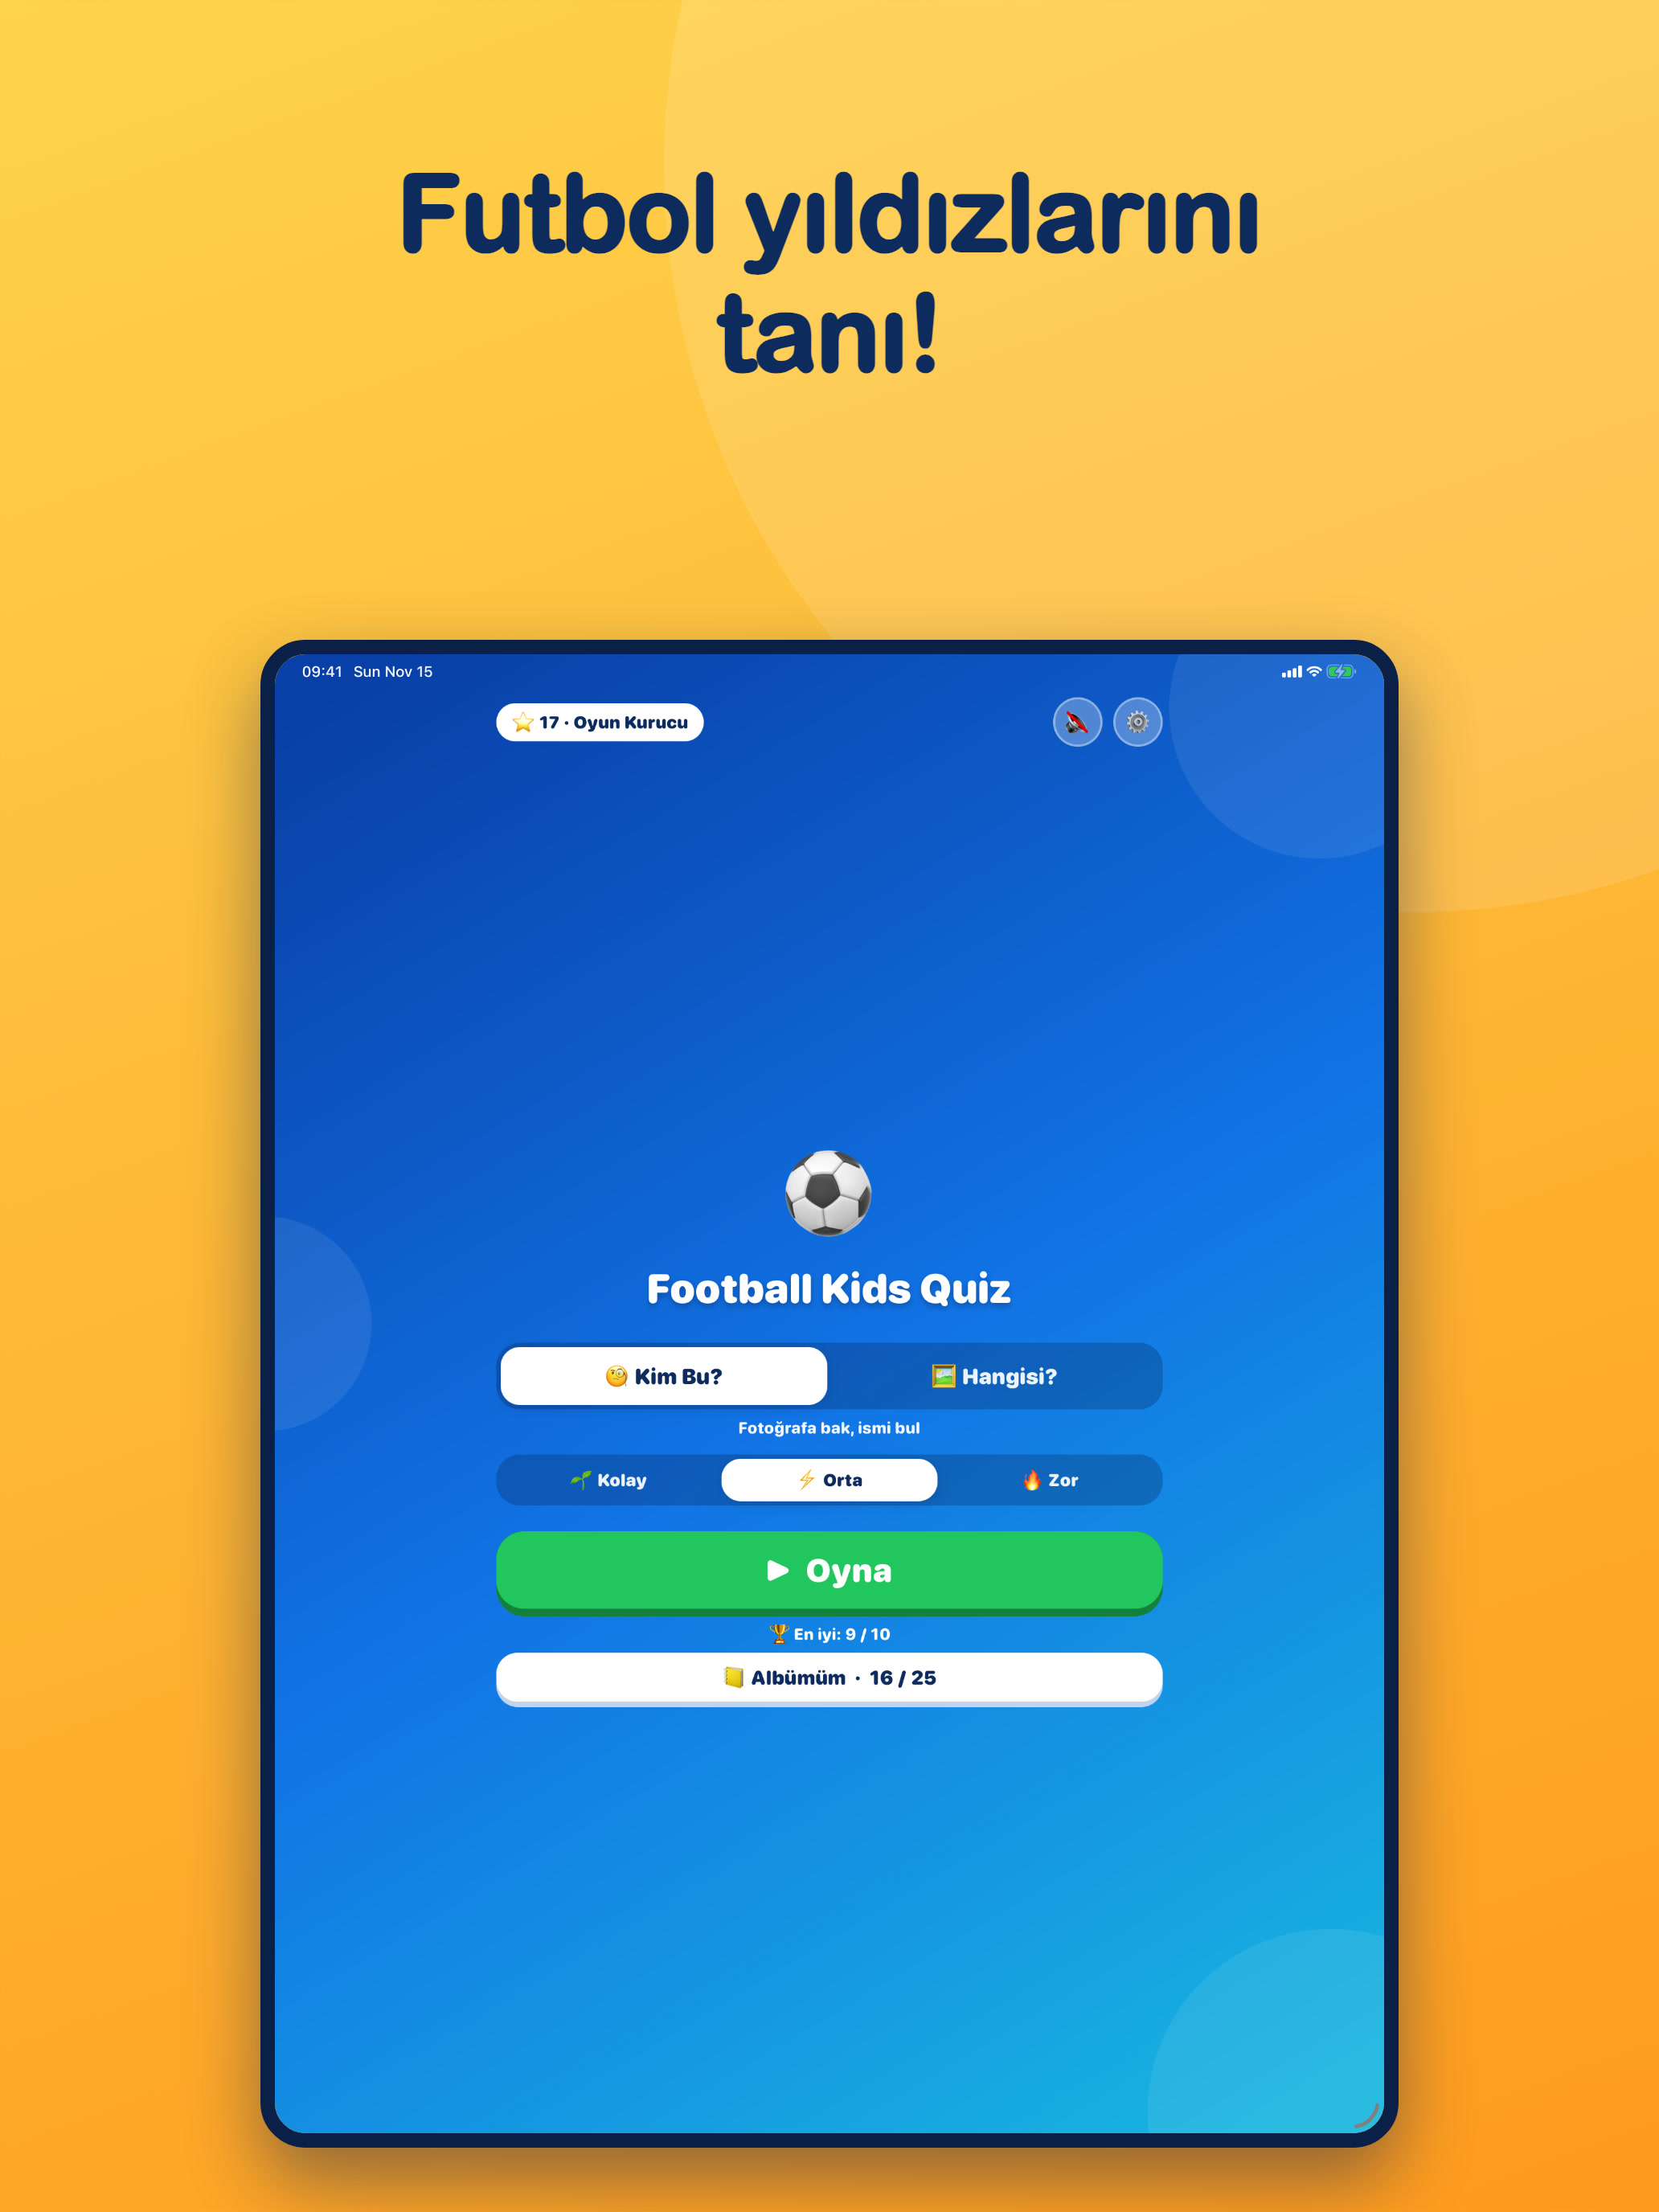 Futbol yıldızlarını
tanı!
09:41 Sun Nov 15
⭐ 17 · Oyun Kurucu
Football Kids Quiz
🧐 Kim Bu?
🖼️ Hangisi?
Fotoğrafa bak, ismi bul
🌱 Kolay
⚡ Orta
🔥 Zor
▶ Oyna
🏆 En iyi: 9 / 10
📒 Albümüm · 16 / 25